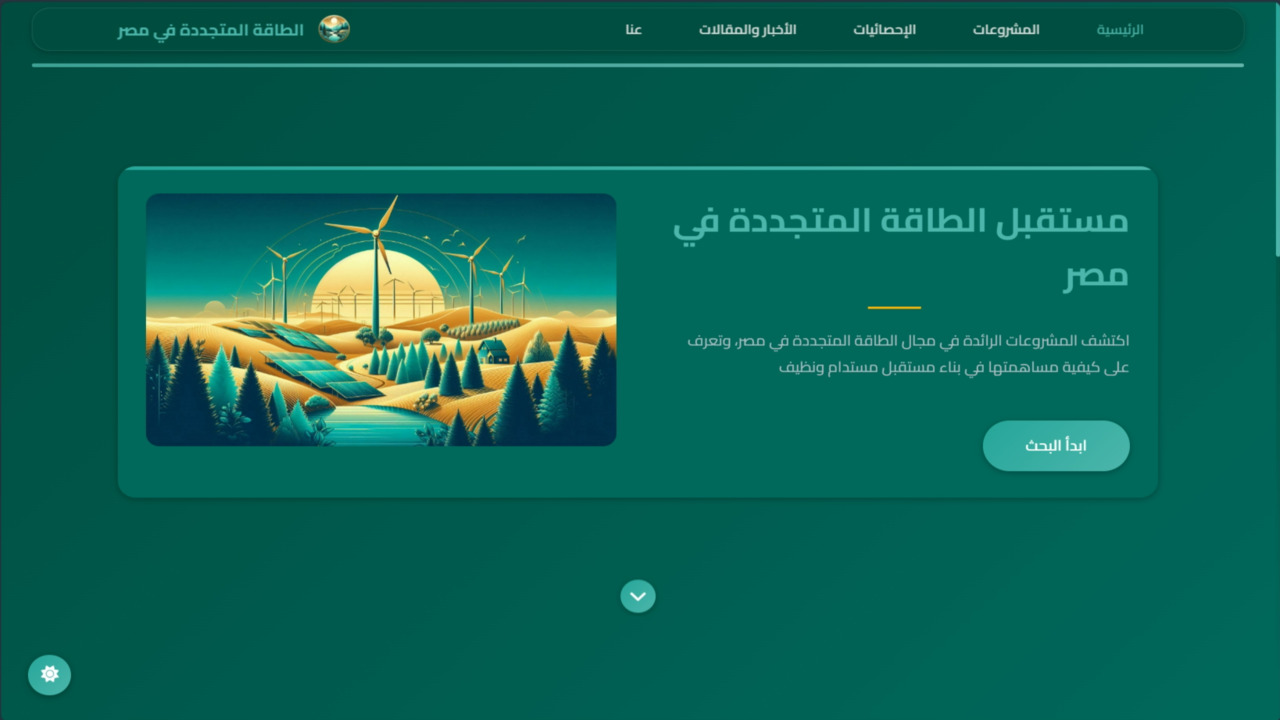 الرئيسية
المشروعات
الإحصائيات
الأخبار والمقالات
عنا
الطاقة المتجددة في مصر
مستقبل الطاقة المتجددة في
مصر
اكتشف المشروعات الرائدة في مجال الطاقة المتجددة في مصر، وتعرف
على كيفية مساهمتها في بناء مستقبل مستدام ونظيف
ابدأ البحث